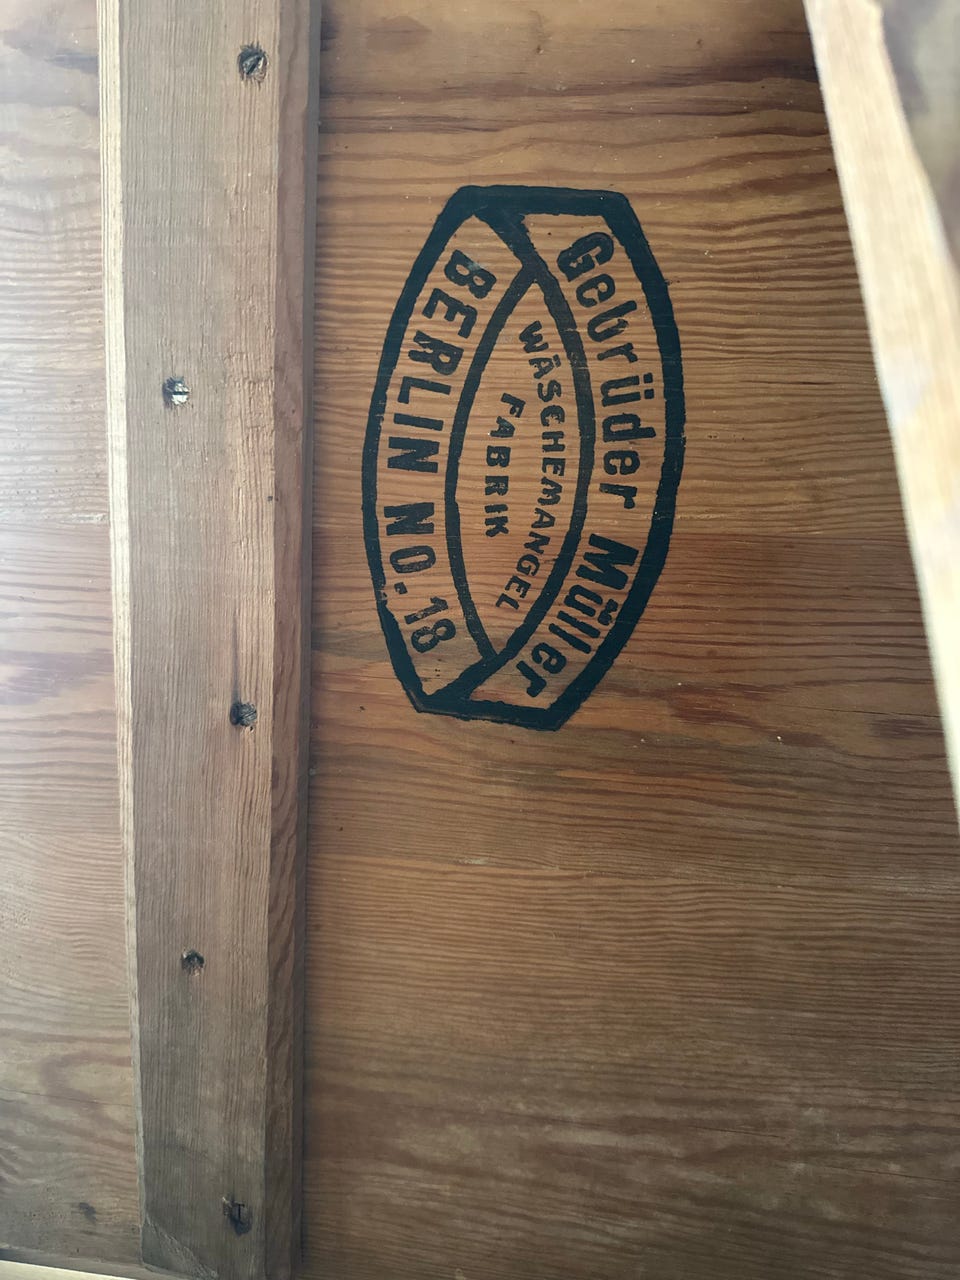 Gebrüder Müller
WÄSCHEMANGEL
FABRIK
BERLIN NO. 18